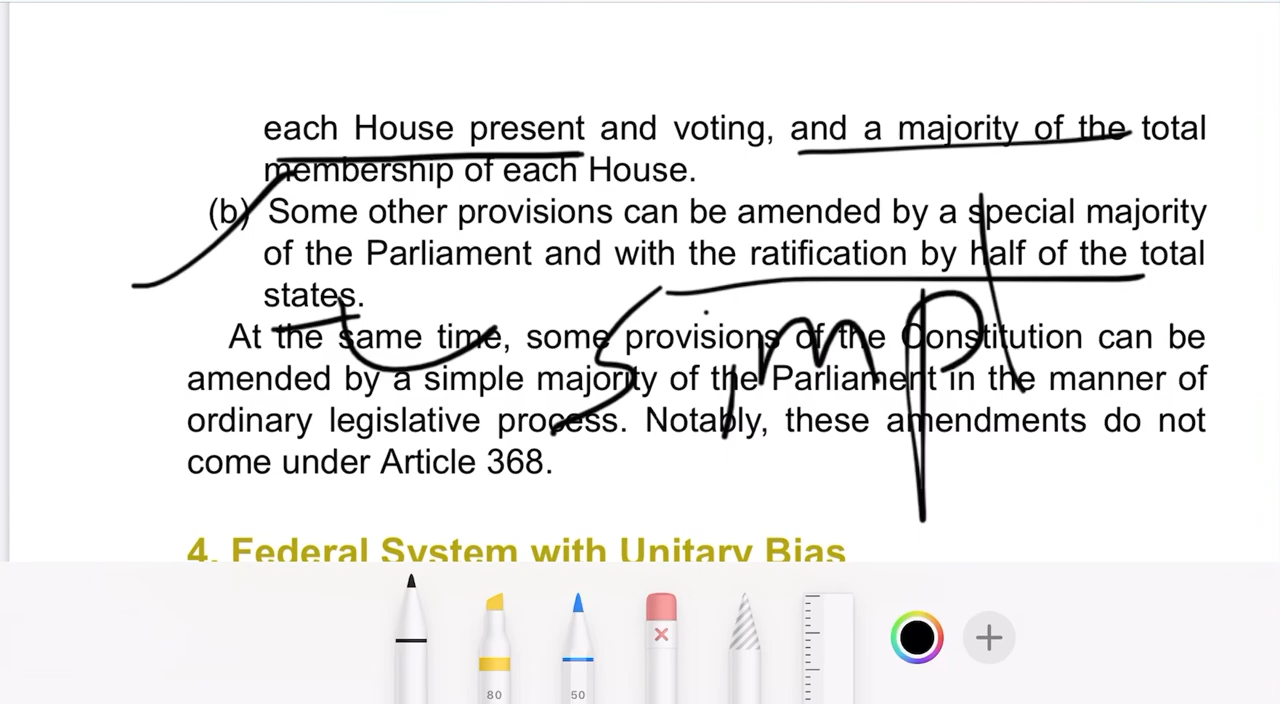 each House present and voting, and a majority of the total
membership of each House.
(b) Some other provisions can be amended by a special majority
of the Parliament and with the ratification by half of the total
states.
At the same time, some provisions of the Constitution can be
amended by a simple majority of the Parliament in the manner of
ordinary legislative process. Notably, these amendments do not
come under Article 368.
simpl
4. Federal System with Unitary Bias
80
50